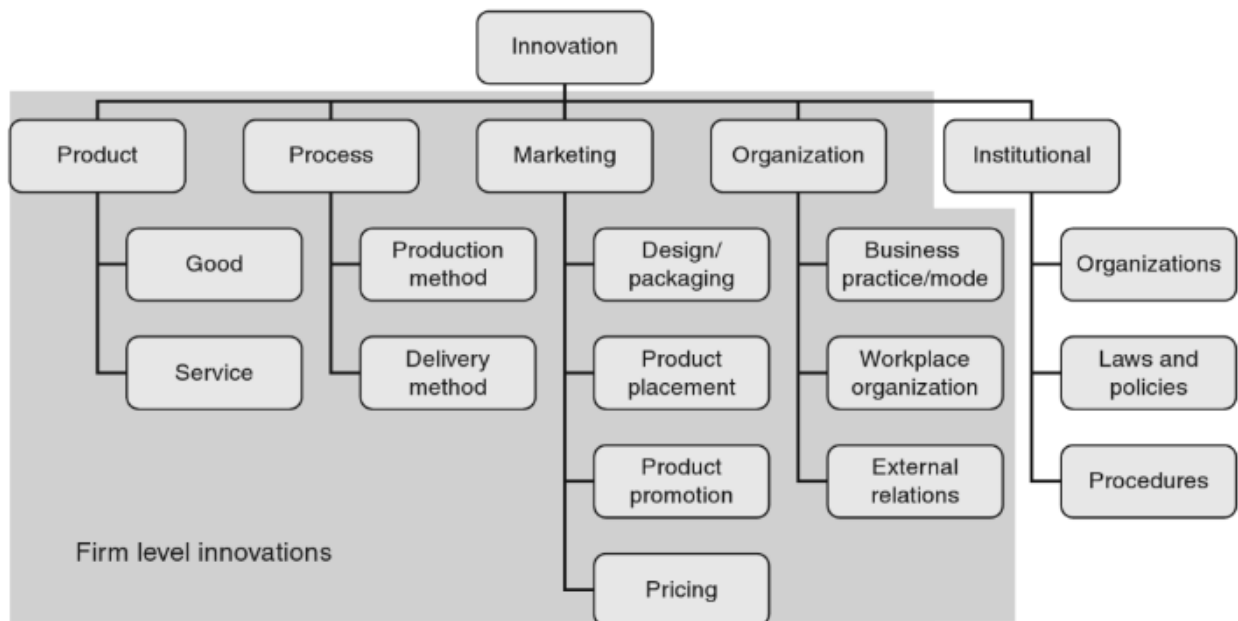 Innovation
Product
Process
Marketing
Organization
Institutional
Good
Production
method
Design/
packaging
Business
practice/mode
Organizations
Service
Delivery
method
Product
placement
Workplace
organization
Laws and
policies
Product
promotion
External
relations
Procedures
Firm level innovations
Pricing